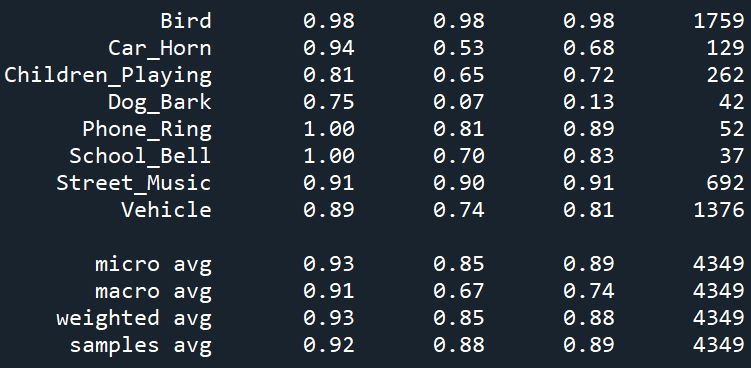 Bird 0.98 0.98 0.98 1759
Car_Horn 0.94 0.53 0.68 129
Children_Playing 0.81 0.65 0.72 262
Dog_Bark 0.75 0.07 0.13 42
Phone_Ring 1.00 0.81 0.89 52
School_Bell 1.00 0.70 0.83 37
Street_Music 0.91 0.90 0.91 692
Vehicle 0.89 0.74 0.81 1376
micro avg 0.93 0.85 0.89 4349
macro avg 0.91 0.67 0.74 4349
weighted avg 0.93 0.85 0.88 4349
samples avg 0.92 0.88 0.89 4349